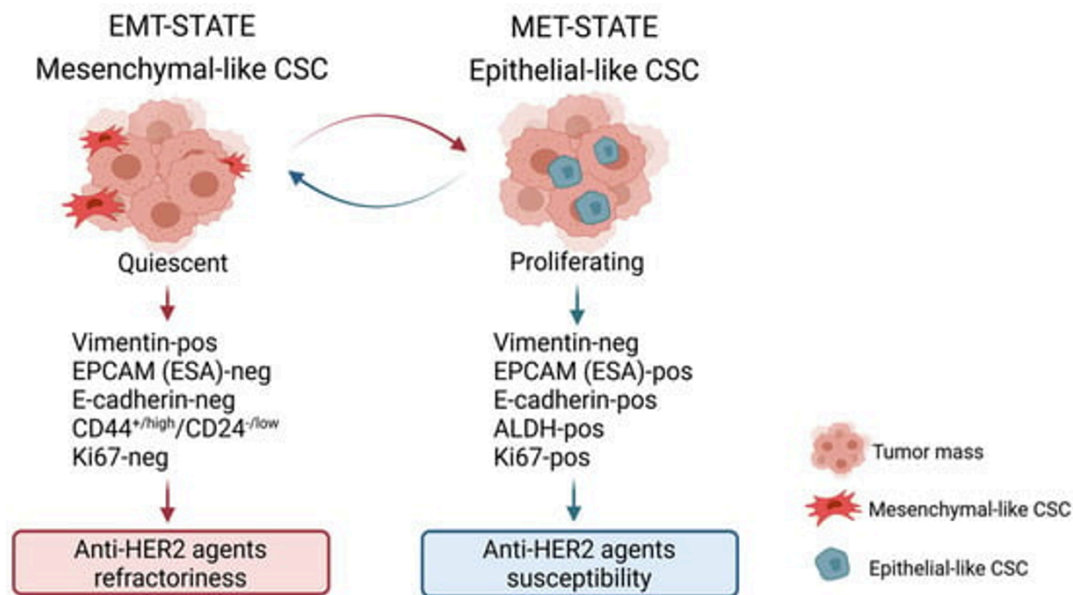 EMT-STATE
Mesenchymal-like CSC
Quiescent
Vimentin-pos
EPCAM (ESA)-neg
E-cadherin-neg
CD44+/high/CD24-/low
Ki67-neg
Anti-HER2 agents
refractoriness
MET-STATE
Epithelial-like CSC
Proliferating
Vimentin-neg
EPCAM (ESA)-pos
E-cadherin-pos
ALDH-pos
Ki67-pos
Anti-HER2 agents
susceptibility
Tumor mass
Mesenchymal-like CSC
Epithelial-like CSC